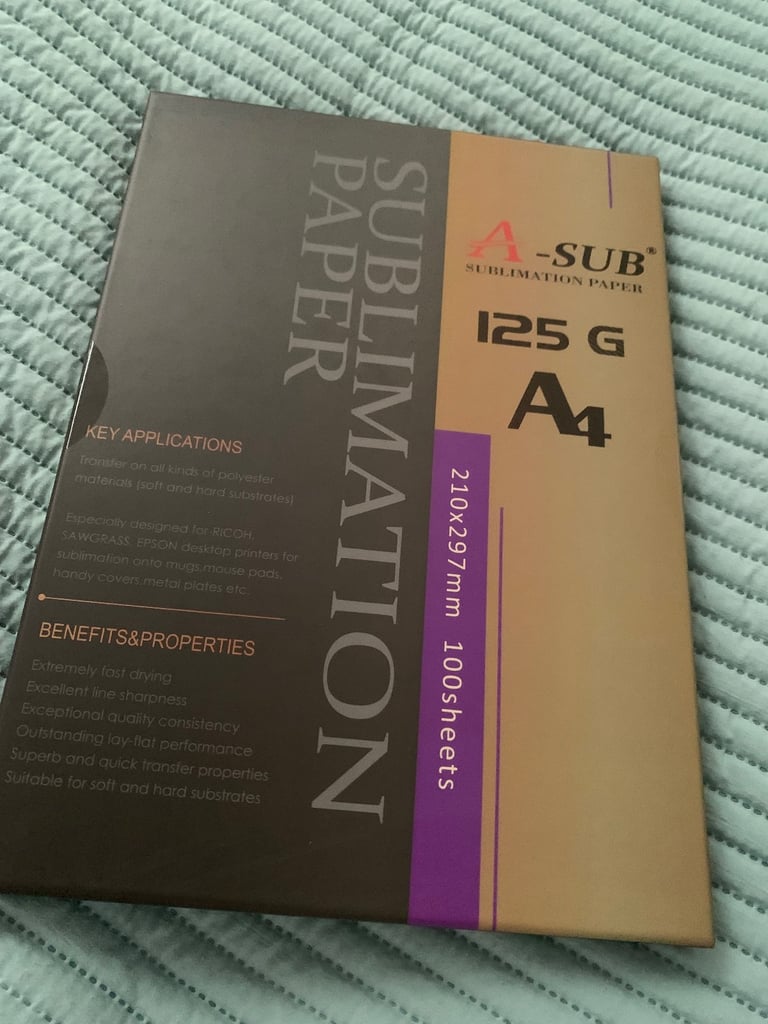 SUBLIMATION
PAPER
A-SUB®
SUBLIMATION PAPER
125 G
A4
210x297mm 100sheets
KEY APPLICATIONS
Transfer on all kinds of polyester
materials (soft and hard substrates)
Especially designed for RICOH,
SAWGRASS, EPSON desktop printers for
sublimation onto mugs,mouse pads,
handy covers,metal plates etc.
BENEFITS&PROPERTIES
Extremely fast drying
Excellent line sharpness
Exceptional quality consistency
Outstanding lay-flat performance
Superb and quick transfer properties
Suitable for soft and hard substrates